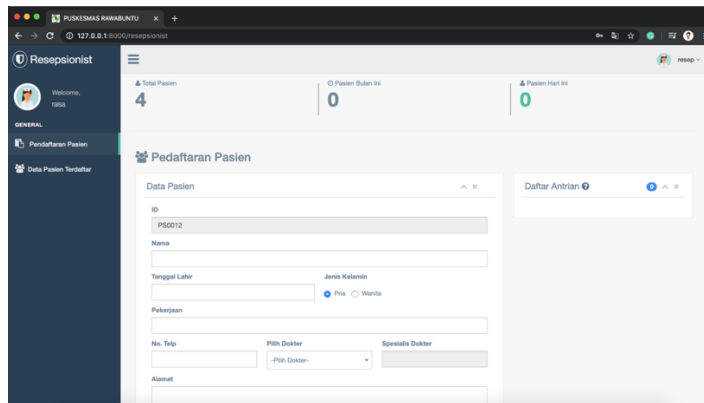 PUSKESMAS RAWABUNTU
127.0.0.1:8000/resepsionist
Resepsionist
resep
Welcome,
raisa
Total Pasien
4
Pasien Bulan Ini
0
Pasien Hari Ini
0
GENERAL
Pendaftaran Pasien
Data Pasien Terdaftar
Pedaftaran Pasien
Data Pasien
Daftar Antrian
0
ID
PS0012
Nama
Tanggal Lahir
Jenis Kelamin
Pria
Wanita
Pekerjaan
No. Telp
Pilih Dokter
Spesialis Dokter
-Pilih Dokter-
Alamat